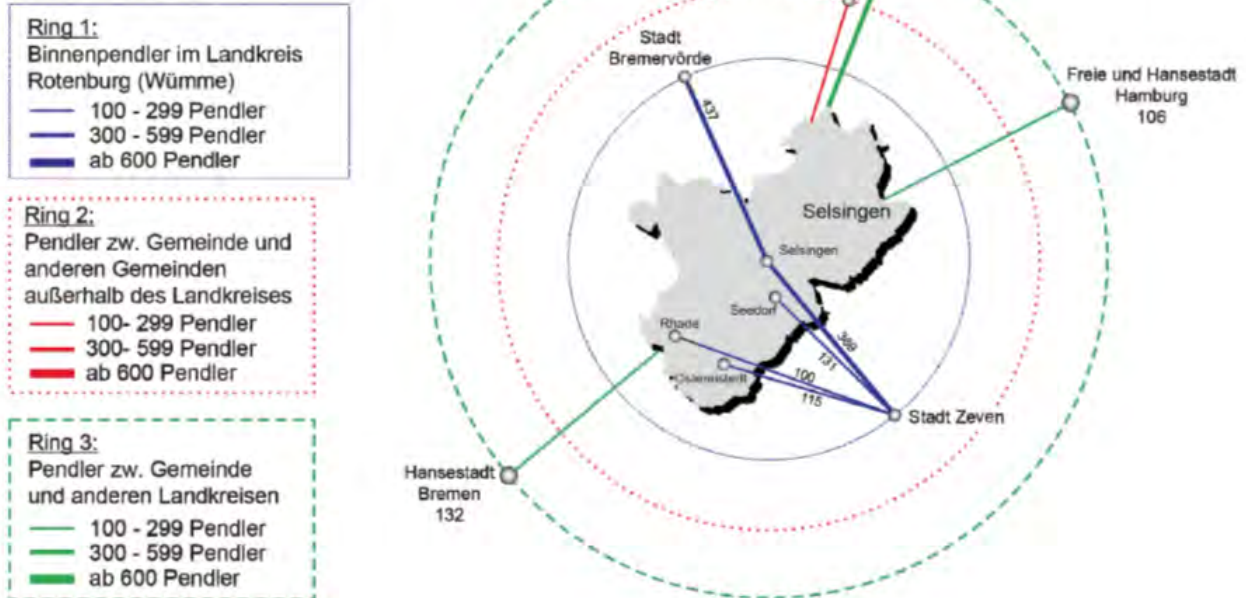 Ring 1:
Binnenpendler im Landkreis
Rotenburg (Wümme)
100 - 299 Pendler
300 - 599 Pendler
ab 600 Pendler
Ring 2:
Pendler zw. Gemeinde und
anderen Gemeinden
außerhalb des Landkreises
100- 299 Pendler
300- 599 Pendler
ab 600 Pendler
Ring 3:
Pendler zw. Gemeinde
und anderen Landkreisen
100 - 299 Pendler
300 - 599 Pendler
ab 600 Pendler
Stadt
Bremervörde
437
Freie und Hansestadt
Hamburg
106
Selsingen
Selsingen
Seedorf
Rhade
131
100
115
Stadt Zeven
Hansestadt
Bremen
132